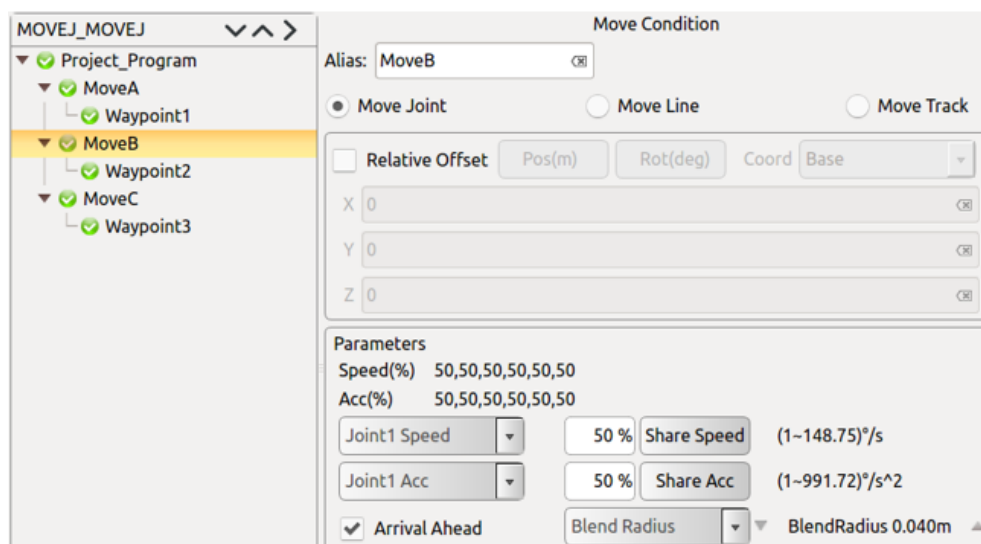 MOVEJ_MOVEJ
Project_Program
MoveA
Waypoint1
MoveB
Waypoint2
MoveC
Waypoint3
Move Condition
Alias: MoveB
Move Joint Move Line Move Track
Relative Offset Pos(m) Rot(deg) Coord Base
X 0
Y 0
Z 0
Parameters
Speed(%) 50,50,50,50,50,50
Acc(%) 50,50,50,50,50,50
Joint1 Speed 50 % Share Speed (1~148.75)°/s
Joint1 Acc 50 % Share Acc (1~991.72)°/s^2
Arrival Ahead Blend Radius BlendRadius 0.040m